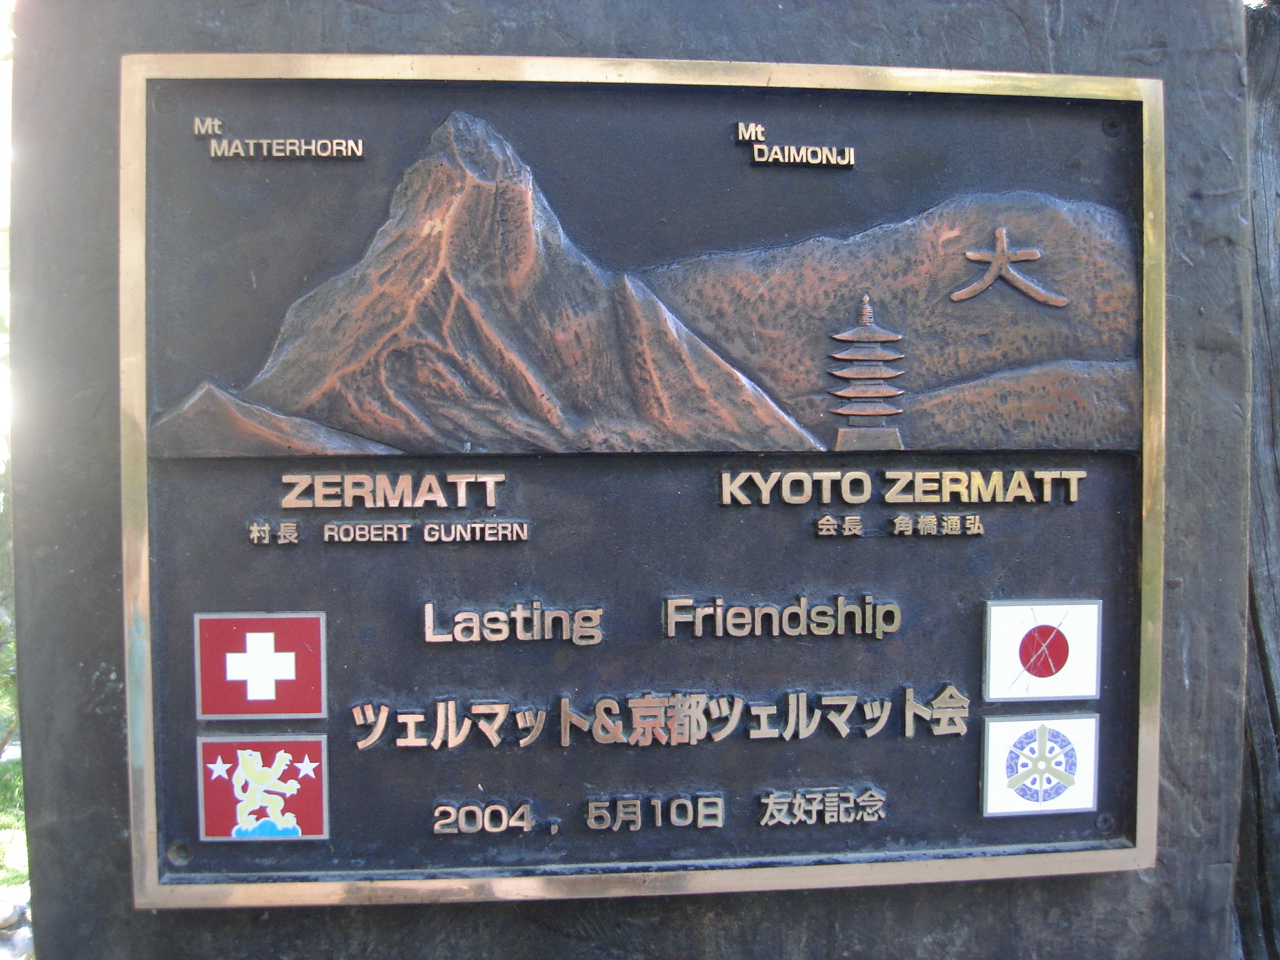 Mt
MATTERHORN
Mt
DAIMONJI
大
ZERMATT
村長 ROBERT GUNTERN
KYOTO ZERMATT
会長 角橋通弘
Lasting Friendship
ツェルマット&京都ツェルマット会
2004, 5月10日 友好記念